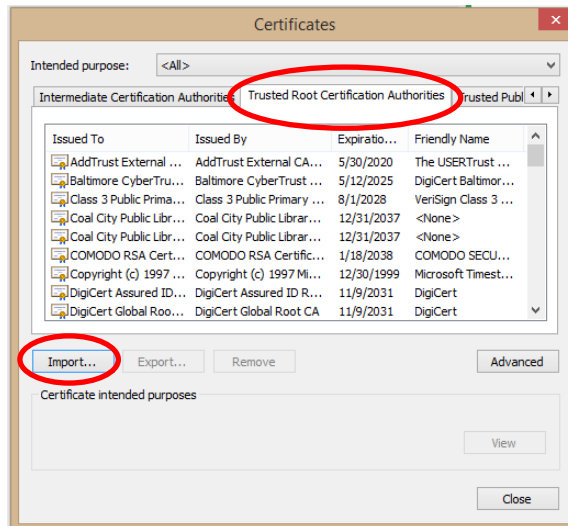 Certificates
x
Intended purpose: <All>
Intermediate Certification Authorities Trusted Root Certification Authorities Trusted Publ
Issued To Issued By Expiratio... Friendly Name
AddTrust External ... AddTrust External CA... 5/30/2020 The USERTrust ...
Baltimore CyberTru... Baltimore CyberTrust ... 5/12/2025 DigiCert Baltimor...
Class 3 Public Prima... Class 3 Public Primary ... 8/1/2028 VeriSign Class 3 ...
Coal City Public Librar... Coal City Public Librar... 12/31/2037 <None>
Coal City Public Libr... Coal City Public Librar... 12/31/2037 <None>
COMODO RSA Cert... COMODO RSA Certific... 1/18/2038 COMODO SECU...
Copyright (c) 1997 ... Copyright (c) 1997 Mi... 12/30/1999 Microsoft Timest...
DigiCert Assured ID... DigiCert Assured ID R... 11/9/2031 DigiCert
DigiCert Global Roo... DigiCert Global Root CA 11/9/2031 DigiCert
Import... Export... Remove Advanced
Certificate intended purposes
View
Close